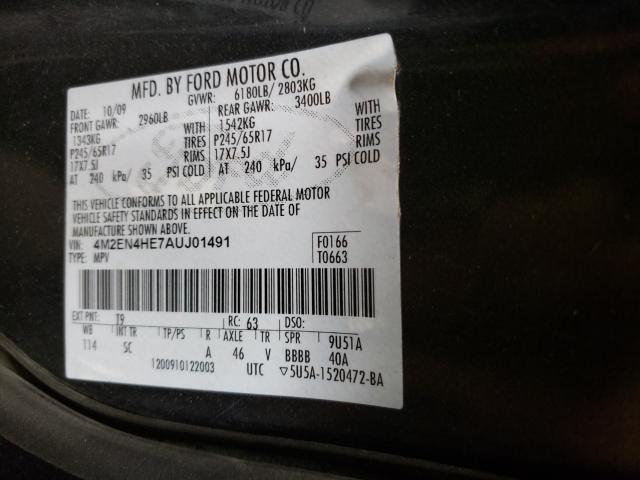 MFD. BY FORD MOTOR CO.
DATE: 10/09 GVWR: 6180LB/ 2803KG
FRONT GAWR: 2960LB REAR GAWR: 3400LB
1343KG WITH 1542KG WITH
P245/65R17 TIRES P245/65R17 TIRES
17X7.5J RIMS 17X7.5J RIMS
AT 240 kPa/ 35 PSI COLD AT 240 kPa/ 35 PSI COLD
THIS VEHICLE CONFORMS TO ALL APPLICABLE FEDERAL MOTOR
VEHICLE SAFETY STANDARDS IN EFFECT ON THE DATE OF
MANUFACTURE SHOWN ABOVE.
VIN: 4M2EN4HE7AUJ01491 F0166
TYPE: MPV T0663
EXT PNT: T9 RC: 63 DSO:
WB INT TR TP/PS R AXLE TR SPR 9U51A
114 5C A 46 V BBBB 40A
1200910122003 UTC ▽5U5A-1520472-BA